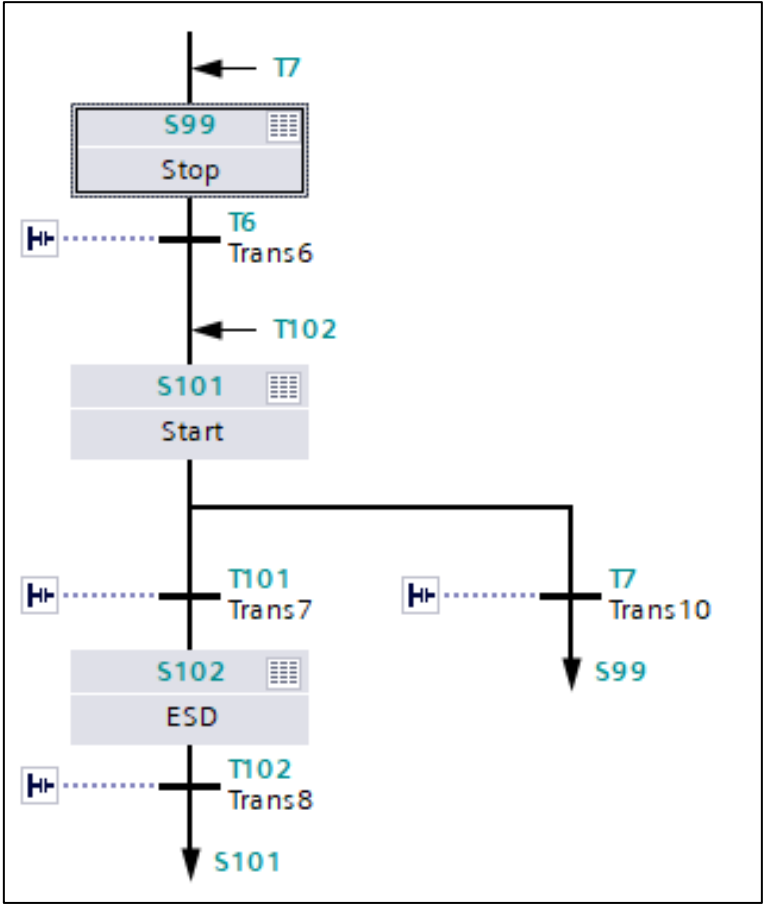 T7
S99
Stop
T6
Trans6
T102
S101
Start
T101
Trans7
T7
Trans10
S102
ESD
S99
T102
Trans8
S101